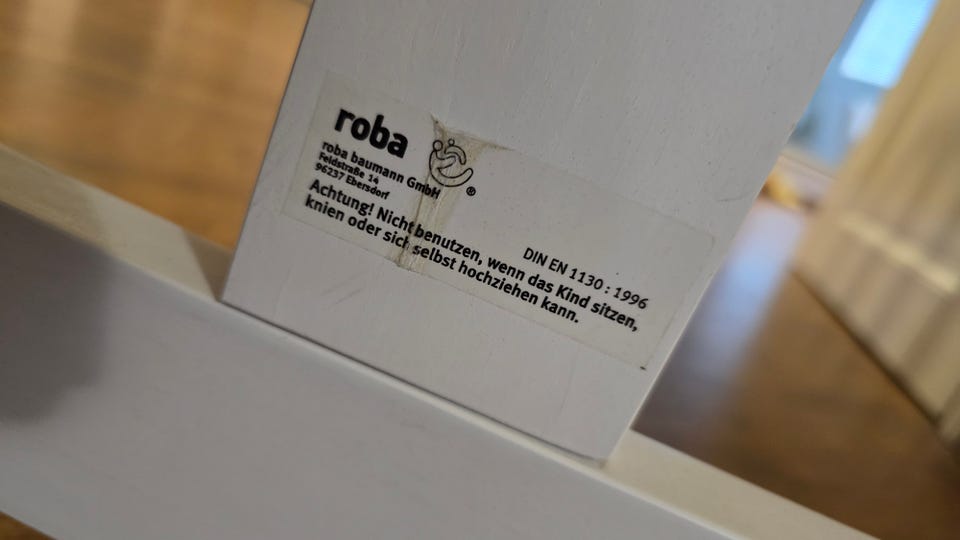 roba
roba baumann GmbH ®
Feldstraße 14
96237 Ebersdorf
DIN EN 1130 : 1996
Achtung! Nicht benutzen, wenn das Kind sitzen,
knien oder sich selbst hochziehen kann.